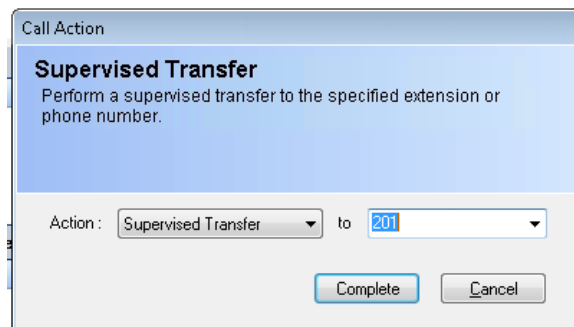 Call Action
Supervised Transfer
Perform a supervised transfer to the specified extension or
phone number.
Action : Supervised Transfer to 201
Complete Cancel